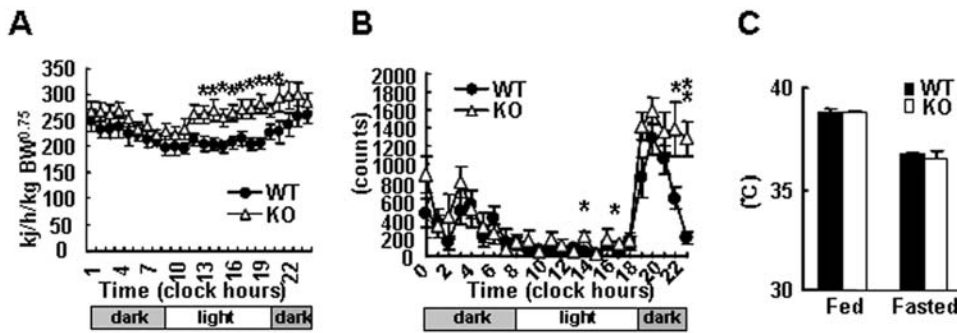 A
350
300
250
200
150
100
50
0
kj/h/kg BW0.75
WT
KO
*********
1 4 7 10 13 16 19 22
Time (clock hours)
dark light dark
B
2000
1800
1600
1400
1200
1000
800
600
400
200
0
(counts)
WT
KO
* * * * *
0 2 4 6 8 10 12 14 16 18 20 22
Time (clock hours)
dark light dark
C
40
35
30
(℃)
WT
KO
Fed Fasted